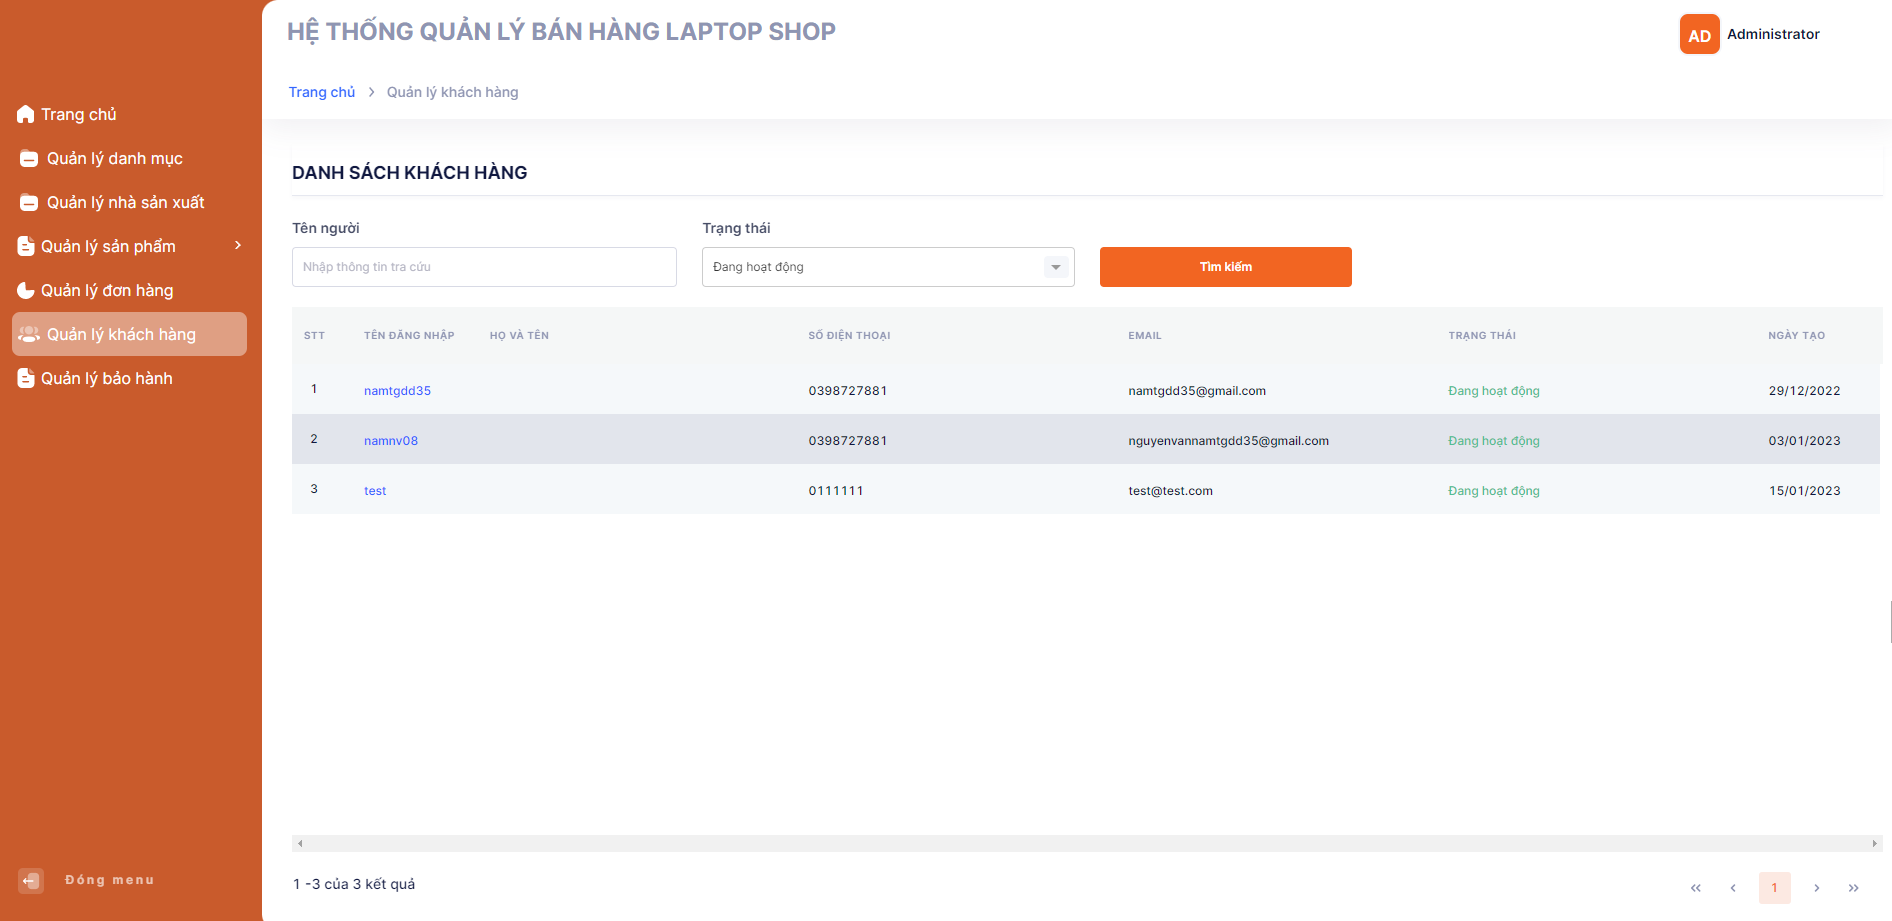 HỆ THỐNG QUẢN LÝ BÁN HÀNG LAPTOP SHOP
AD Administrator
Trang chủ > Quản lý khách hàng
Trang chủ
Quản lý danh mục
Quản lý nhà sản xuất
Quản lý sản phẩm
Quản lý đơn hàng
Quản lý khách hàng
Quản lý bảo hành
Đóng menu
DANH SÁCH KHÁCH HÀNG
Tên người Trạng thái
Nhập thông tin tra cứu Đang hoạt động Tìm kiếm
STT TÊN ĐĂNG NHẬP HỌ VÀ TÊN SỐ ĐIỆN THOẠI EMAIL TRẠNG THÁI NGÀY TẠO
1 namtgdd35 0398727881 namtgdd35@gmail.com Đang hoạt động 29/12/2022
2 namnv08 0398727881 nguyenvannamtgdd35@gmail.com Đang hoạt động 03/01/2023
3 test 0111111 test@test.com Đang hoạt động 15/01/2023
1 -3 của 3 kết quả « ‹ 1 › »